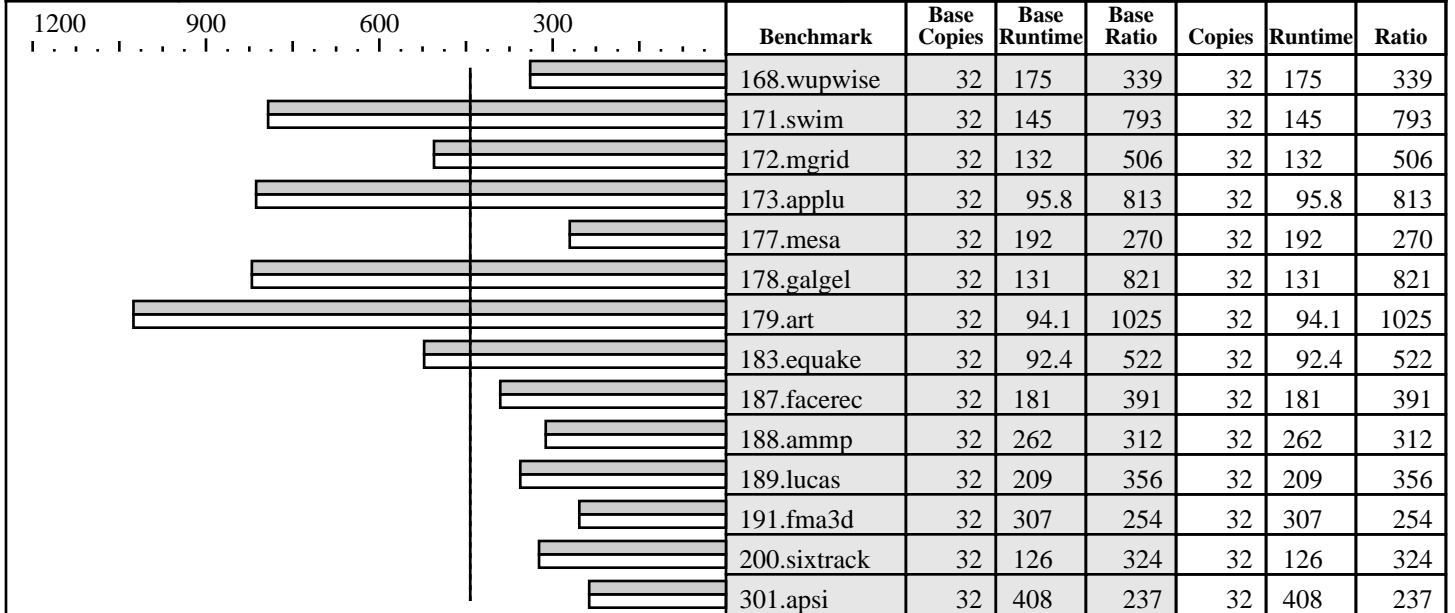 1200 900 600 300
Benchmark Base Copies Base Runtime Base Ratio Copies Runtime Ratio
168.wupwise 32 175 339 32 175 339
171.swim 32 145 793 32 145 793
172.mgrid 32 132 506 32 132 506
173.applu 32 95.8 813 32 95.8 813
177.mesa 32 192 270 32 192 270
178.galgel 32 131 821 32 131 821
179.art 32 94.1 1025 32 94.1 1025
183.equake 32 92.4 522 32 92.4 522
187.facerec 32 181 391 32 181 391
188.ammp 32 262 312 32 262 312
189.lucas 32 209 356 32 209 356
191.fma3d 32 307 254 32 307 254
200.sixtrack 32 126 324 32 126 324
301.apsi 32 408 237 32 408 237